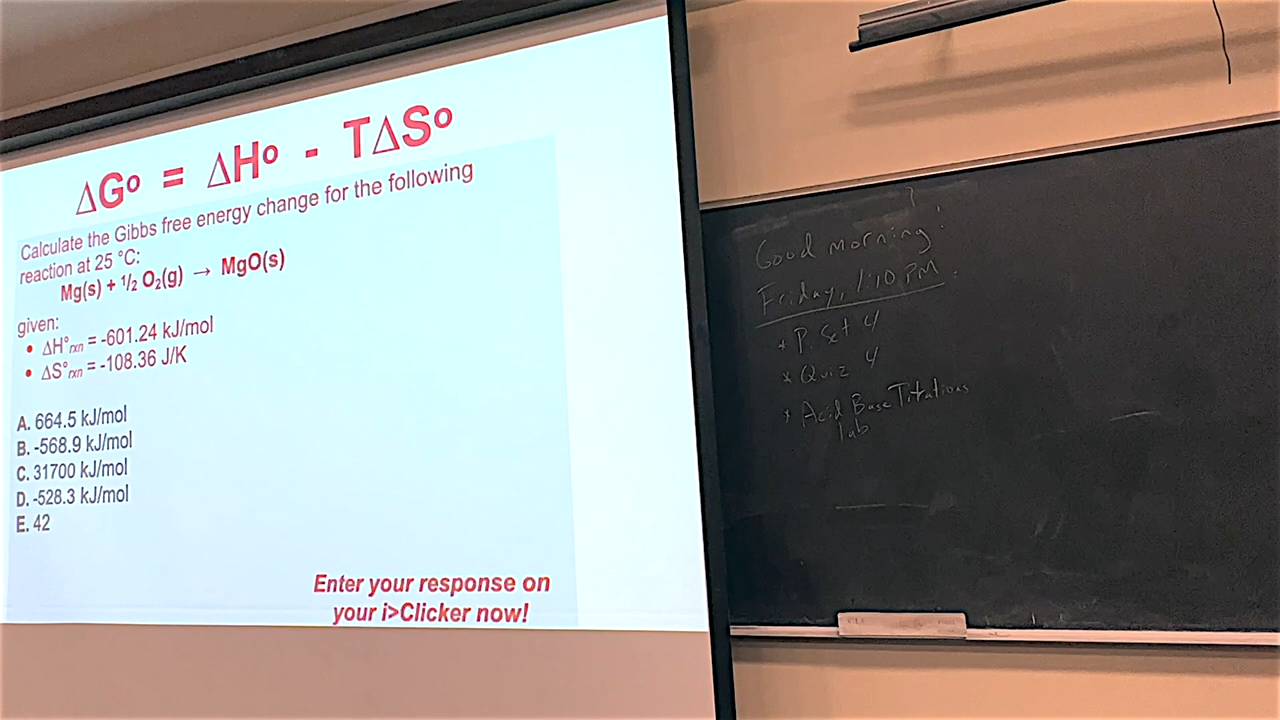 ΔG° = ΔH° - TΔS°
Calculate the Gibbs free energy change for the following
reaction at 25 °C:
Mg(s) + ½ O₂(g) → MgO(s)
given:
• ΔH°rxn = -601.24 kJ/mol
• ΔS°rxn = -108.36 J/K
A. 664.5 kJ/mol
B. -568.9 kJ/mol
C. 31700 kJ/mol
D. -528.3 kJ/mol
E. 42
Enter your response on
your i>Clicker now!
Good morning!
Friday, 1:10 PM.
* P. Set 4
* Quiz 4
* Acid Base Titrations
lab